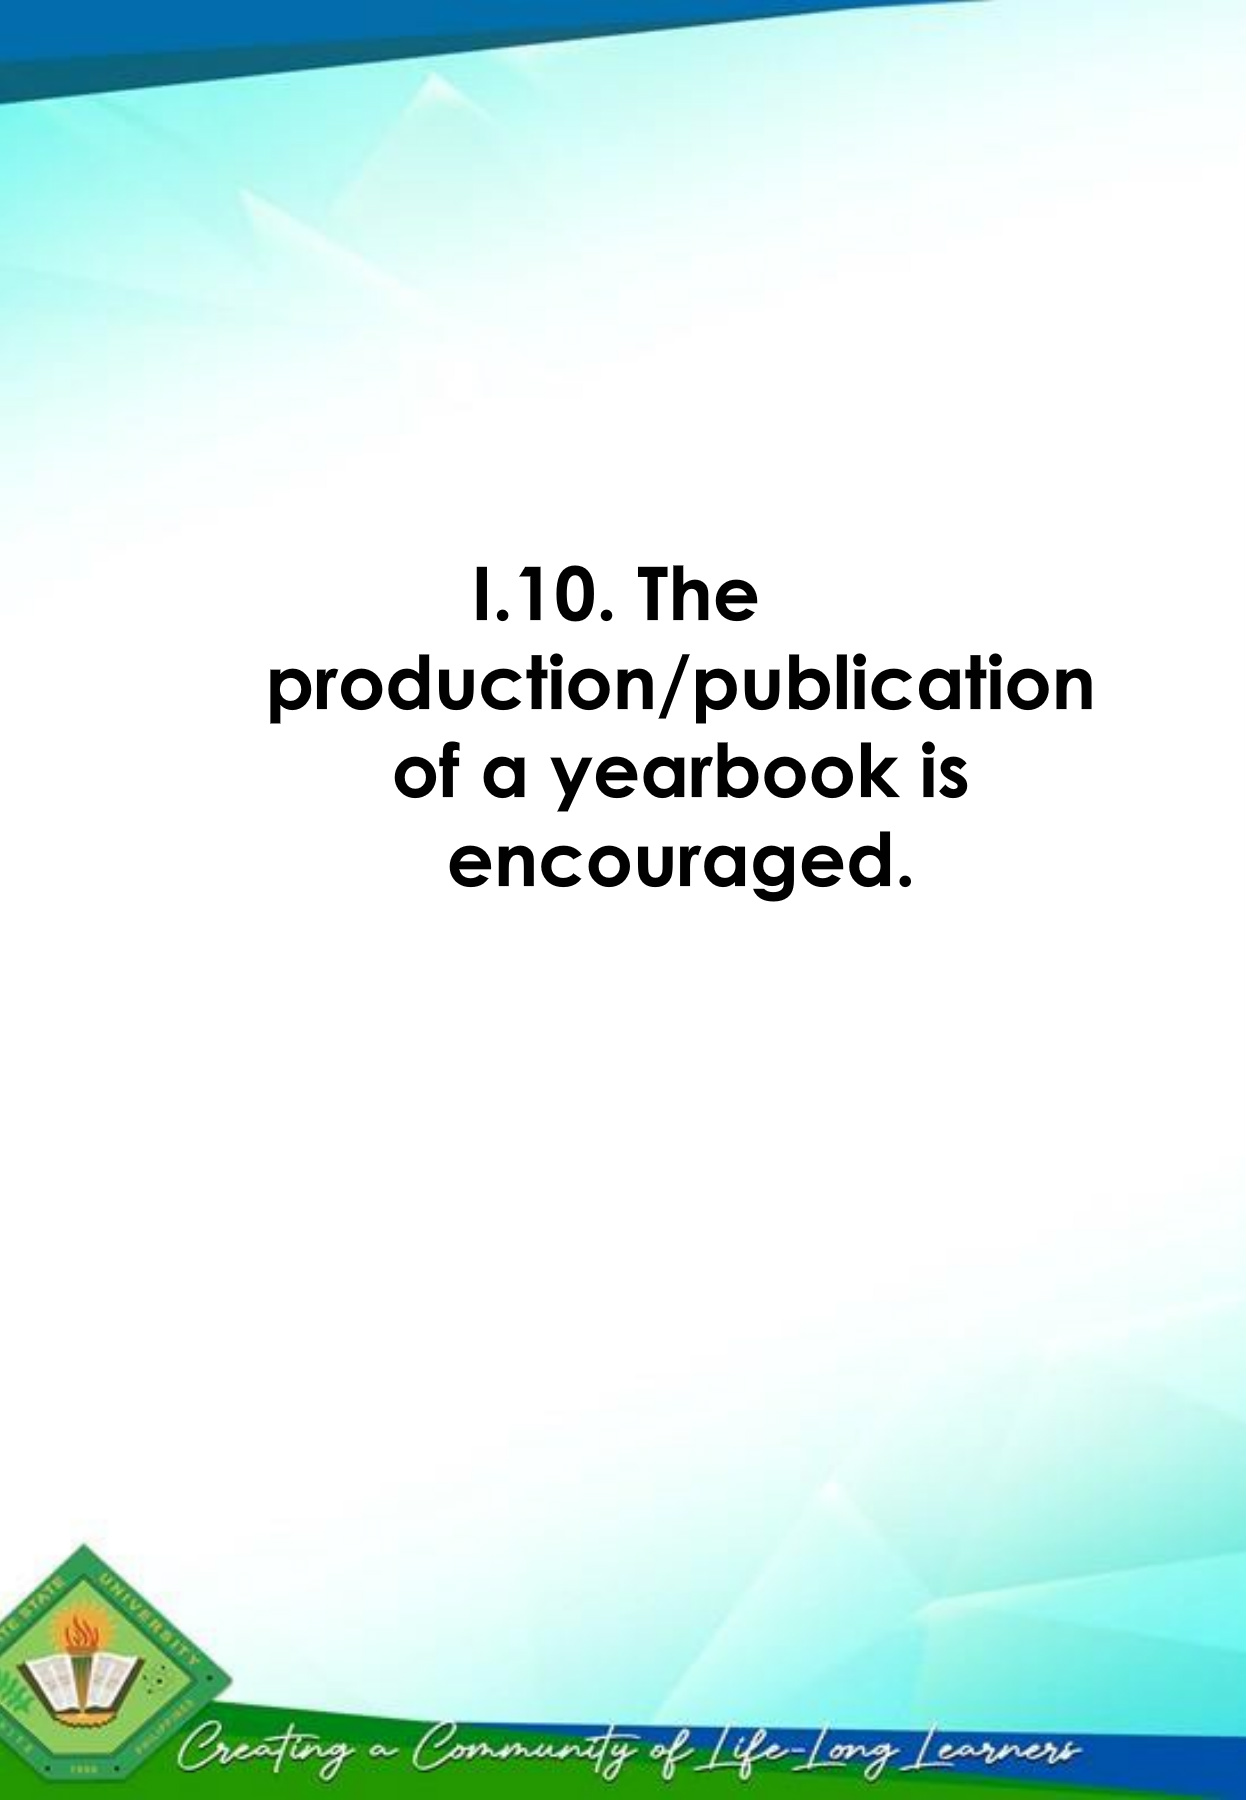 I.10. The
production/publication
of a yearbook is
encouraged.
STATE UNIVERSITY
PHILIPPINES
Creating a Community of Life-Long Learners